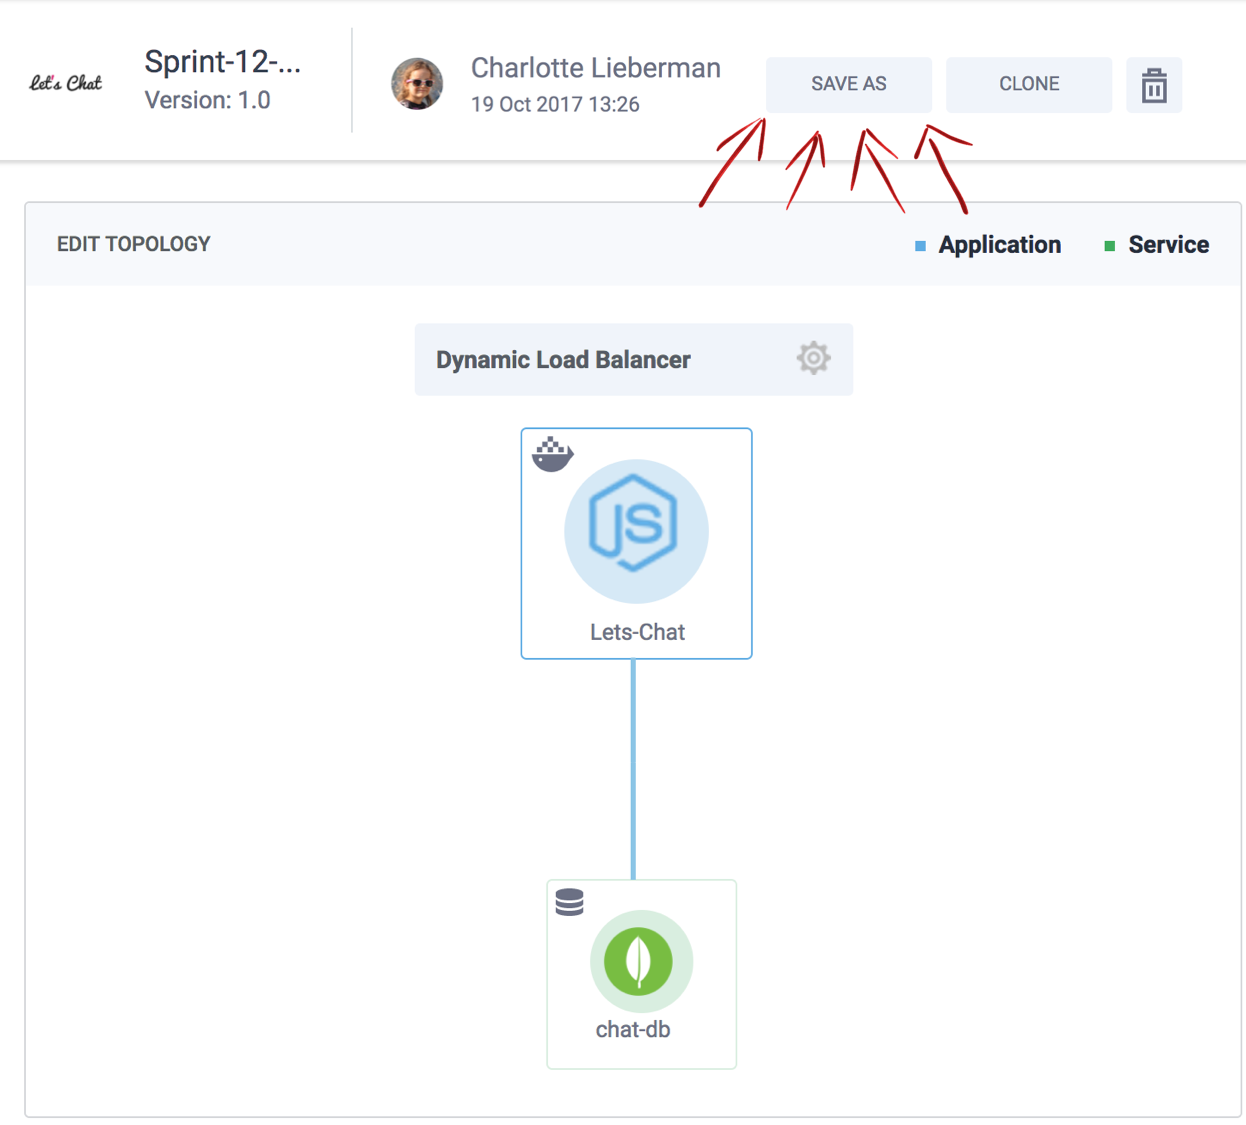 Let's Chat
Sprint-12-...
Version: 1.0
Charlotte Lieberman
19 Oct 2017 13:26
SAVE AS
CLONE
EDIT TOPOLOGY
Application
Service
Dynamic Load Balancer
JS
Lets-Chat
chat-db